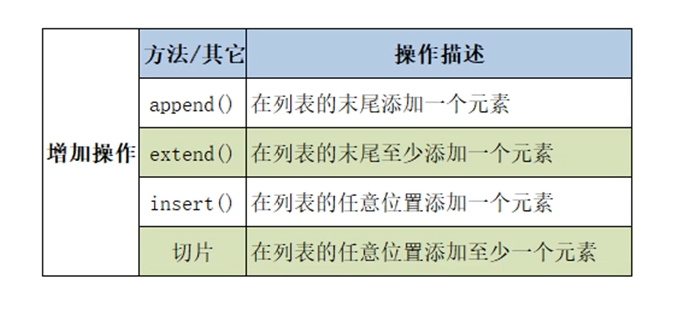 方法/其它 操作描述
append() 在列表的末尾添加一个元素
增加操作 extend() 在列表的末尾至少添加一个元素
insert() 在列表的任意位置添加一个元素
切片 在列表的任意位置添加至少一个元素